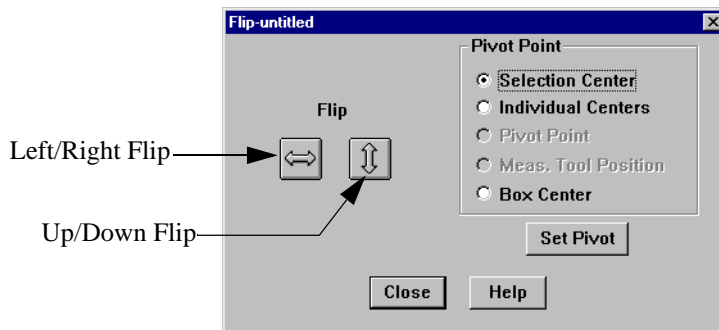 Flip-untitled
Pivot Point
Selection Center
Individual Centers
Pivot Point
Meas. Tool Position
Box Center
Flip
Left/Right Flip
Up/Down Flip
Set Pivot
Close
Help